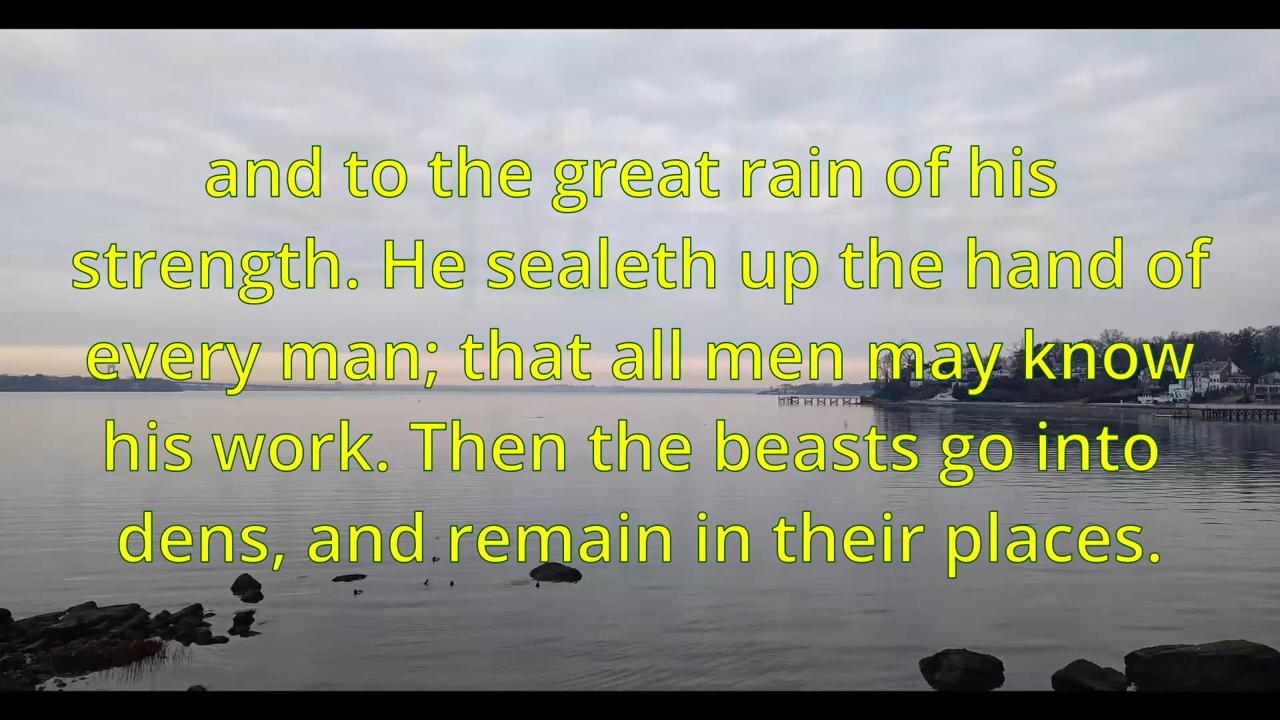 and to the great rain of his
strength. He sealeth up the hand of
every man; that all men may know
his work. Then the beasts go into
dens, and remain in their places.